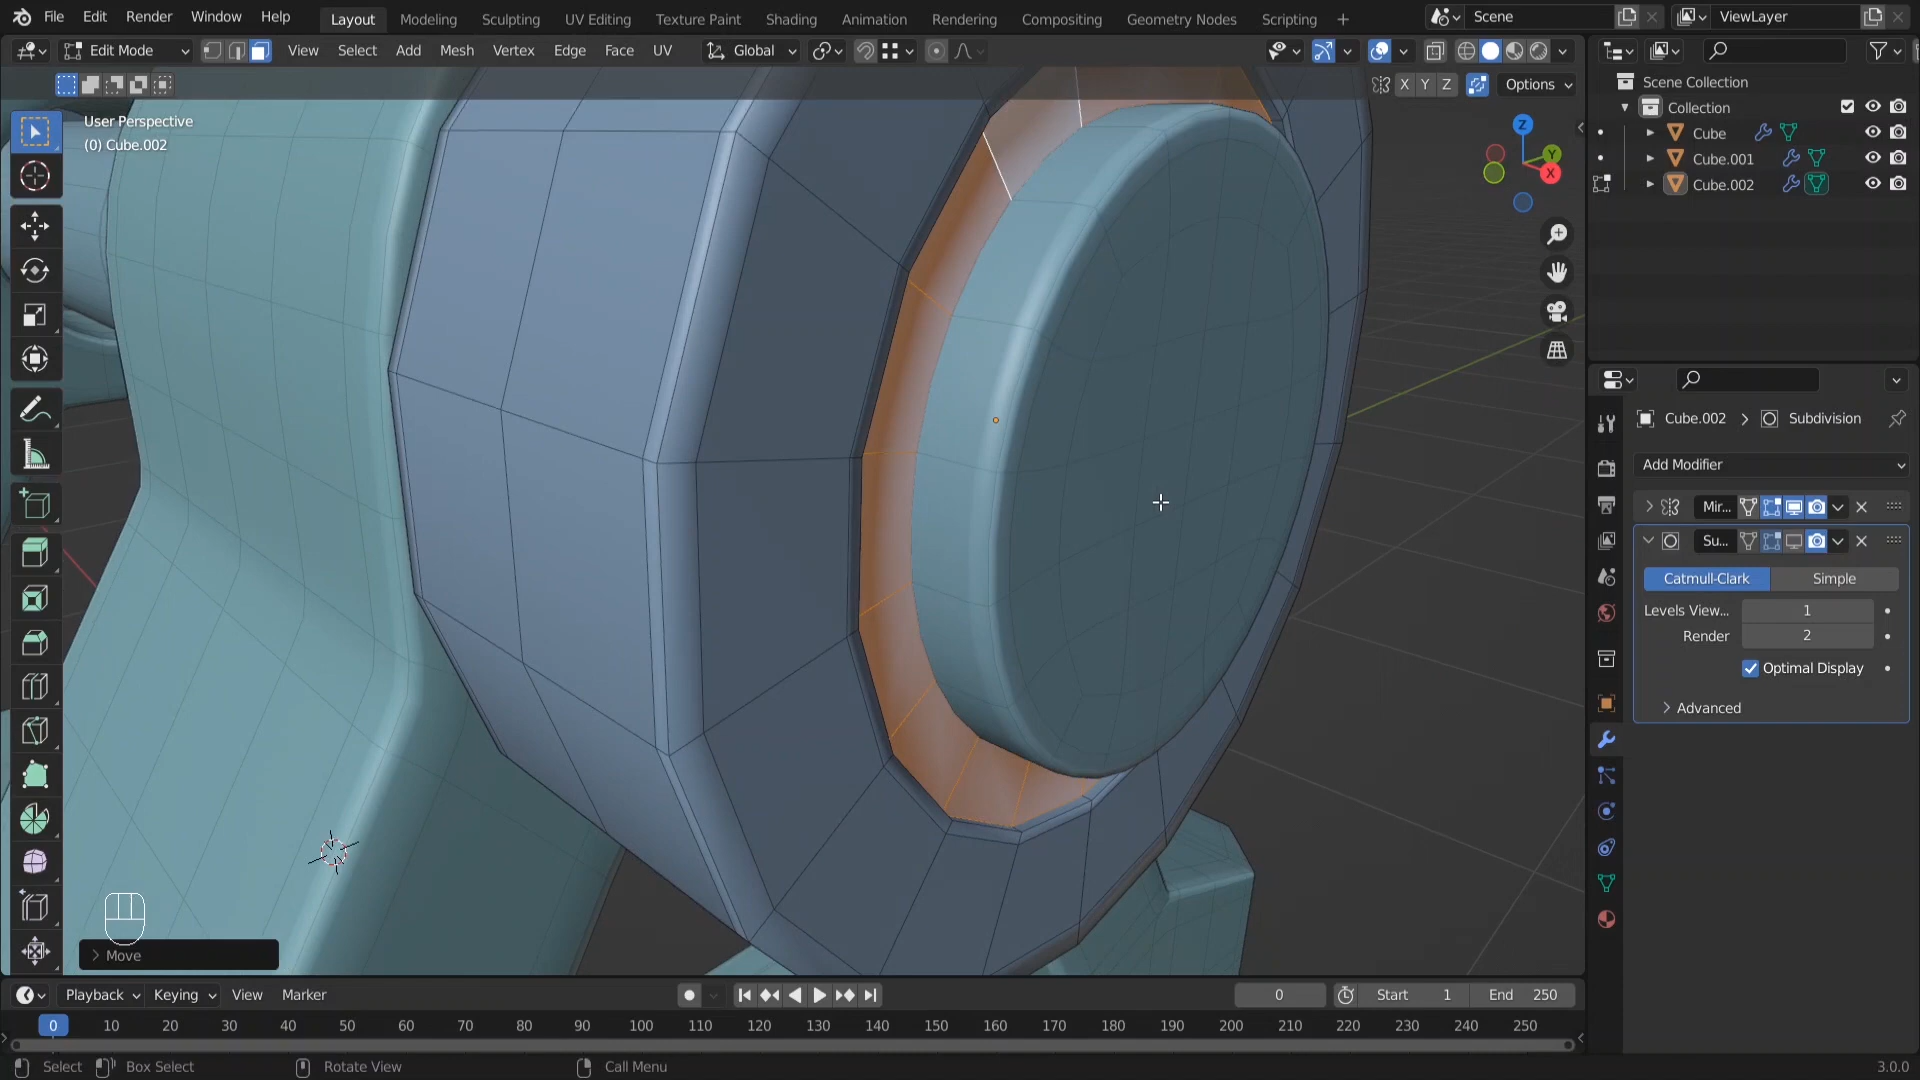 File Edit Render Window Help Layout Modeling Sculpting UV Editing Texture Paint Shading Animation Rendering Compositing Geometry Nodes Scripting + Scene ViewLayer
Edit Mode View Select Add Mesh Vertex Edge Face UV Global
X Y Z Options
User Perspective
(0) Cube.002
Z
Y
X
Scene Collection
Collection
Cube
Cube.001
Cube.002
Cube.002 > Subdivision
Add Modifier
Mir...
Su...
Catmull-Clark Simple
Levels View... 1
Render 2
Optimal Display
> Advanced
> Move
Playback Keying View Marker 0 Start 1 End 250
0 10 20 30 40 50 60 70 80 90 100 110 120 130 140 150 160 170 180 190 200 210 220 230 240 250
Select Box Select Rotate View Call Menu 3.0.0